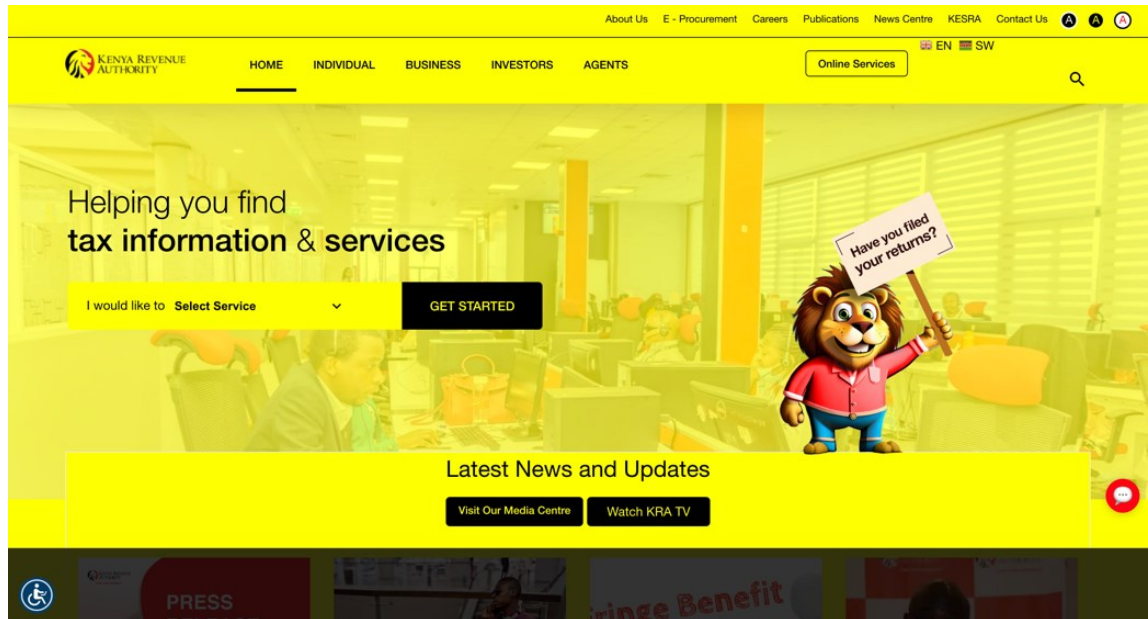 About Us E - Procurement Careers Publications News Centre KESRA Contact Us A A A
KENYA REVENUE
AUTHORITY
HOME INDIVIDUAL BUSINESS INVESTORS AGENTS
Online Services
EN SW
Helping you find
tax information & services
I would like to Select Service
GET STARTED
Have you filed
your returns?
Latest News and Updates
Visit Our Media Centre
Watch KRA TV
PRESS
Fringe Benefit